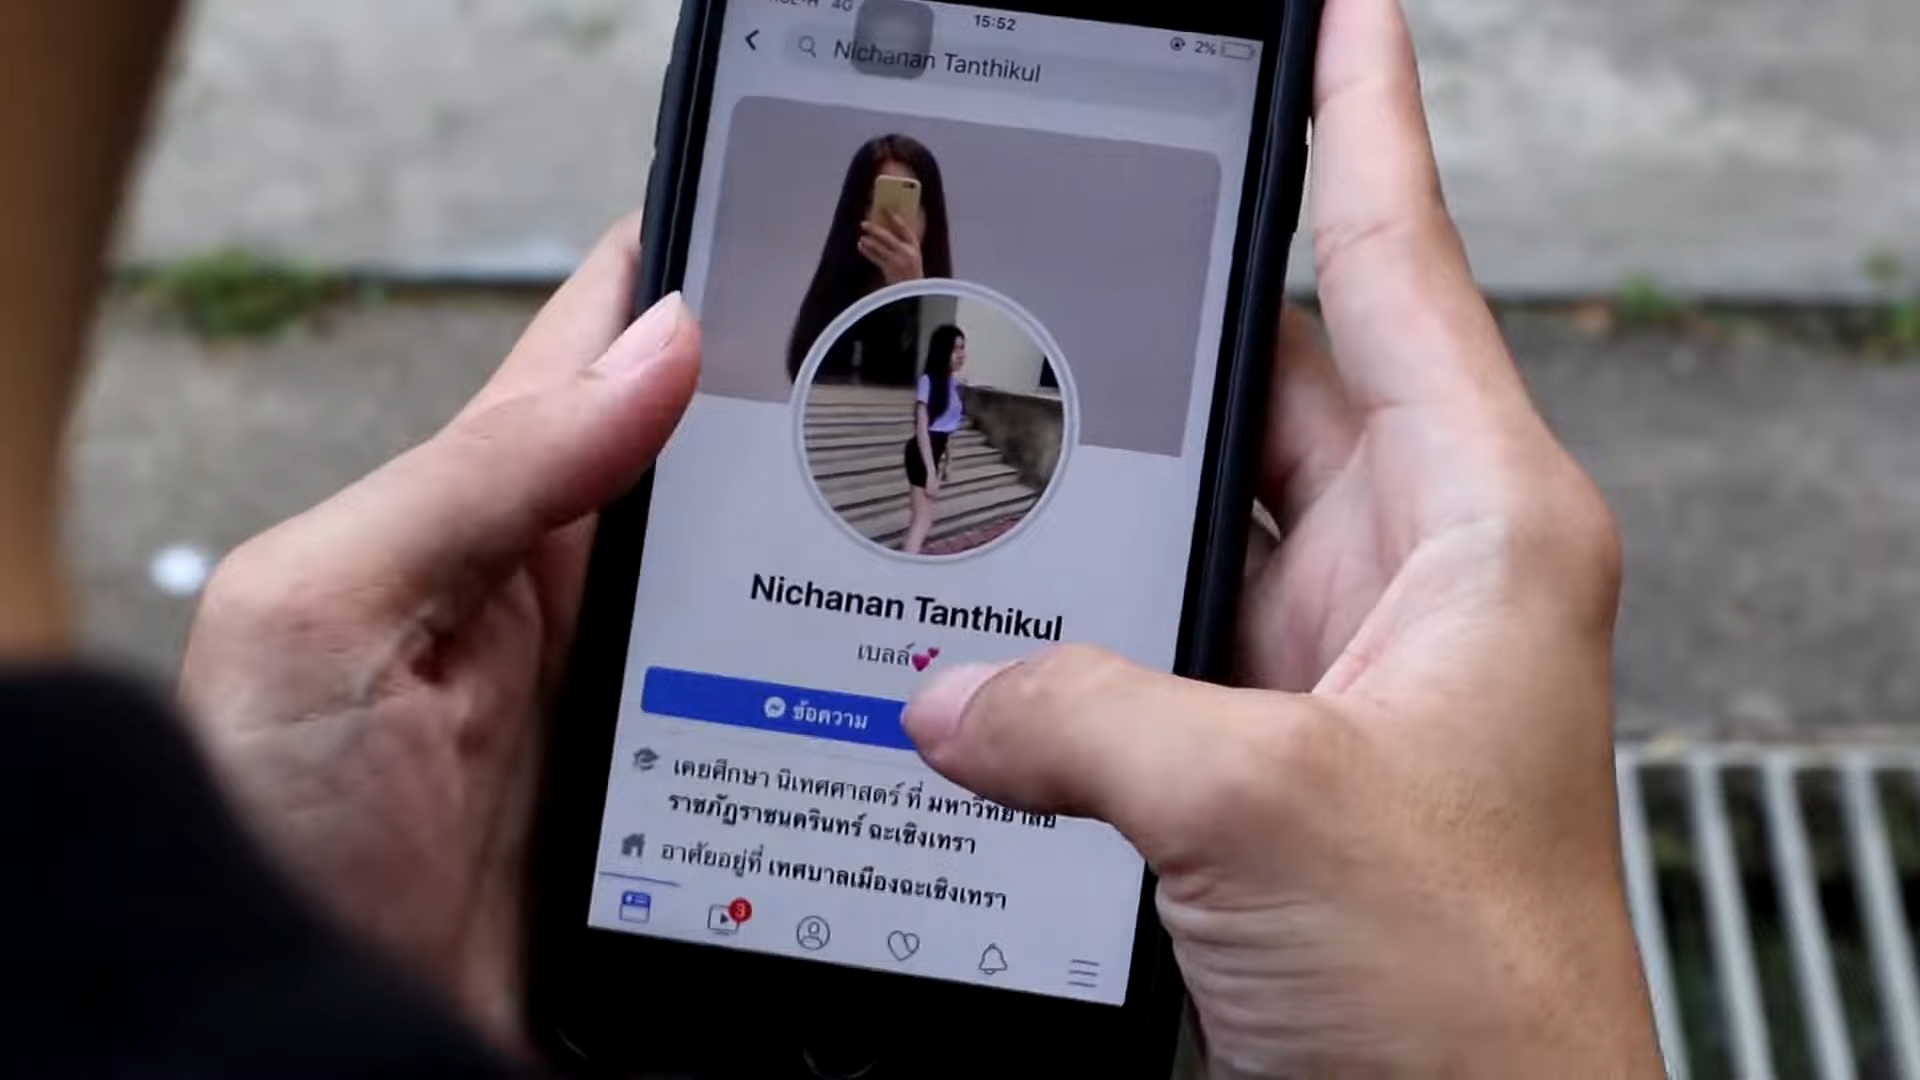 4G
15:52
2%
Nichanan Tanthikul
Nichanan Tanthikul
เบลล์💕
ข้อความ
เคยศึกษา นิเทศศาสตร์ ที่ มหาวิทยาลัย
ราชภัฏราชนครินทร์ ฉะเชิงเทรา
อาศัยอยู่ที่ เทศบาลเมืองฉะเชิงเทรา
3